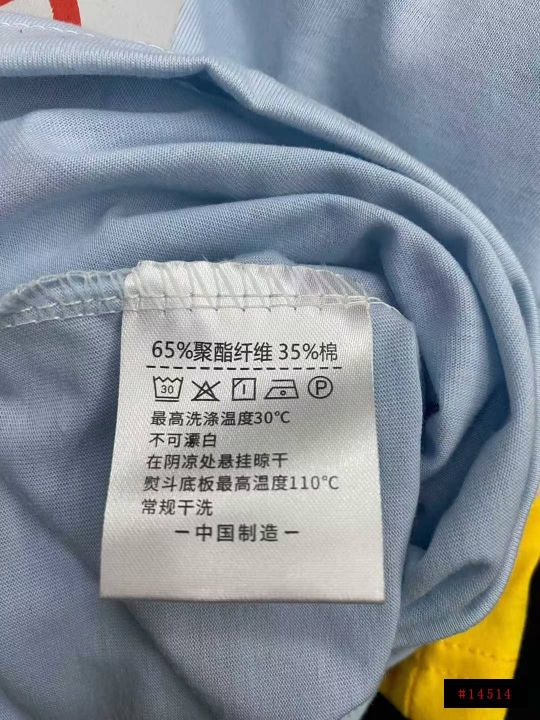 65%聚酯纤维 35%棉
30 P
最高洗涤温度30℃
不可漂白
在阴凉处悬挂晾干
熨斗底板最高温度110℃
常规干洗
－中国制造－
#14514